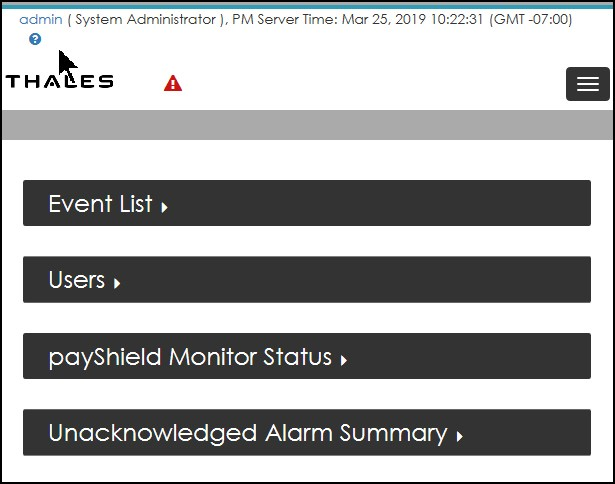 admin ( System Administrator ), PM Server Time: Mar 25, 2019 10:22:31 (GMT -07:00)
?
THALES
Event List
Users
payShield Monitor Status
Unacknowledged Alarm Summary